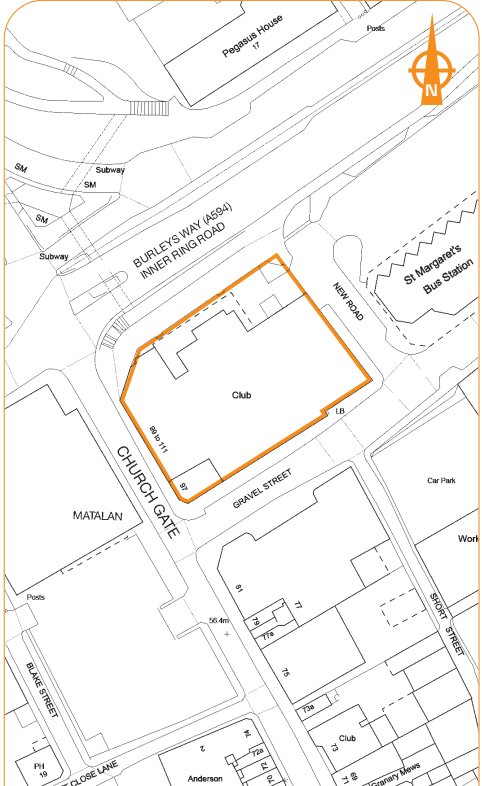 Pegasus House
17
Posts
N
SM
Subway
SM
SM
Subway
BURLEYS WAY (A594)
INNER RING ROAD
St Margaret's
Bus Station
NEW ROAD
Club
LB
99 to 111
97
CHURCH GATE
GRAVEL STREET
Car Park
MATALAN
Work
81
77
79
77a
Posts
56.4m
SHORT
STREET
75
BLAKE STREET
73a
Club
73
74
2
72a
72
70
PH
19
T CLOSE LANE
Anderson
71
69
Granary Mews